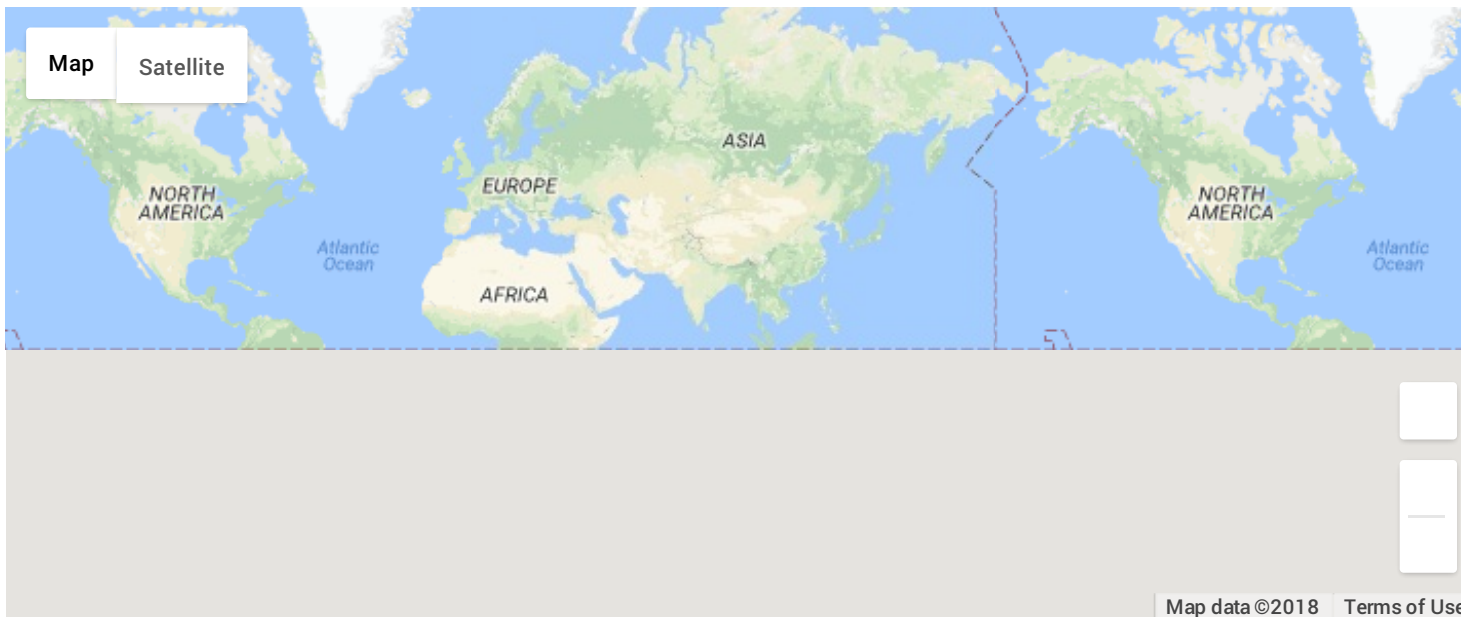 Map
Satellite
ASIA
EUROPE
NORTH
AMERICA
NORTH
AMERICA
Atlantic
Ocean
Atlantic
Ocean
AFRICA
Map data ©2018
Terms of Use